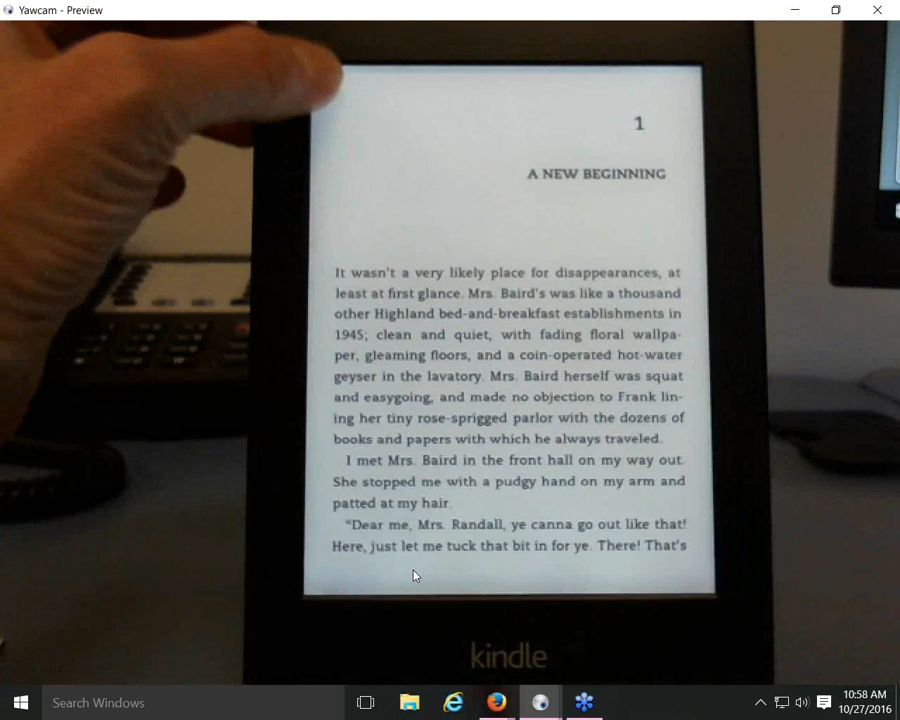 Yawcam - Preview
1
A NEW BEGINNING
It wasn't a very likely place for disappearances, at
least at first glance. Mrs. Baird's was like a thousand
other Highland bed-and-breakfast establishments in
1945; clean and quiet, with fading floral wallpa-
per, gleaming floors, and a coin-operated hot-water
geyser in the lavatory. Mrs. Baird herself was squat
and easygoing, and made no objection to Frank lin-
ing her tiny rose-sprigged parlor with the dozens of
books and papers with which he always traveled.
I met Mrs. Baird in the front hall on my way out.
She stopped me with a pudgy hand on my arm and
patted at my hair.
"Dear me, Mrs. Randall, ye canna go out like that!
Here, just let me tuck that bit in for ye. There! That's
kindle
Search Windows
10:58 AM
10/27/2016